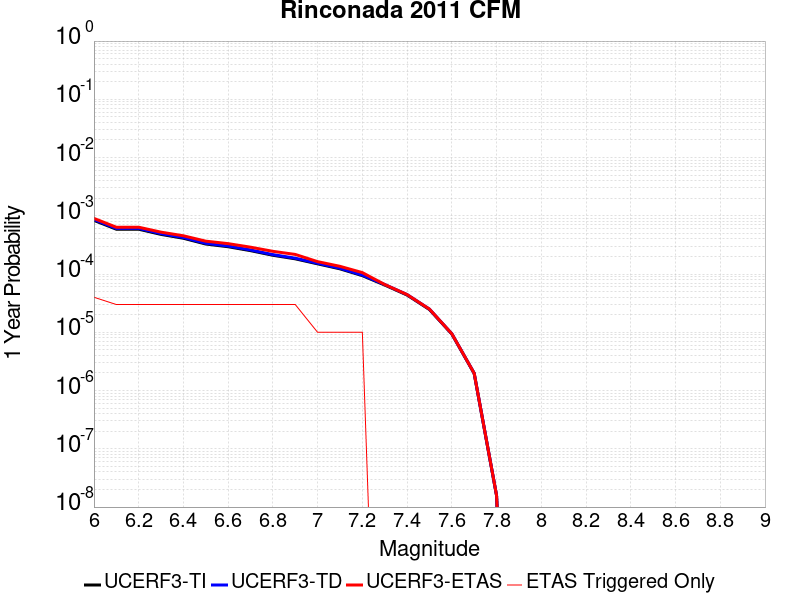 Rinconada 2011 CFM
10^0
10^-1
10^-2
10^-3
10^-4
10^-5
10^-6
10^-7
10^-8
1 Year Probability
6 6.2 6.4 6.6 6.8 7 7.2 7.4 7.6 7.8 8 8.2 8.4 8.6 8.8 9
Magnitude
UCERF3-TI UCERF3-TD UCERF3-ETAS ETAS Triggered Only